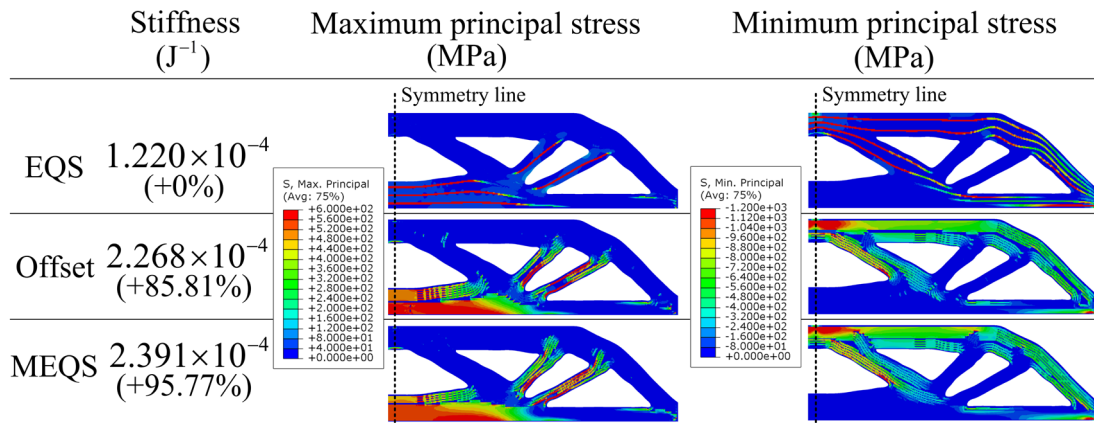 Stiffness
(J⁻¹)
Maximum principal stress
(MPa)
Minimum principal stress
(MPa)
Symmetry line
Symmetry line
EQS
1.220×10⁻⁴
(+0%)
S, Max. Principal
(Avg: 75%)
+6.000e+02
+5.600e+02
+5.200e+02
+4.800e+02
+4.400e+02
+4.000e+02
+3.600e+02
+3.200e+02
+2.800e+02
+2.400e+02
+2.000e+02
+1.600e+02
+1.200e+02
+8.000e+01
+4.000e+01
+0.000e+00
S, Min. Principal
(Avg: 75%)
-1.200e+03
-1.120e+03
-1.040e+03
-9.600e+02
-8.800e+02
-8.000e+02
-7.200e+02
-6.400e+02
-5.600e+02
-4.800e+02
-4.000e+02
-3.200e+02
-2.400e+02
-1.600e+02
-8.000e+01
+0.000e+00
Offset
2.268×10⁻⁴
(+85.81%)
MEQS
2.391×10⁻⁴
(+95.77%)